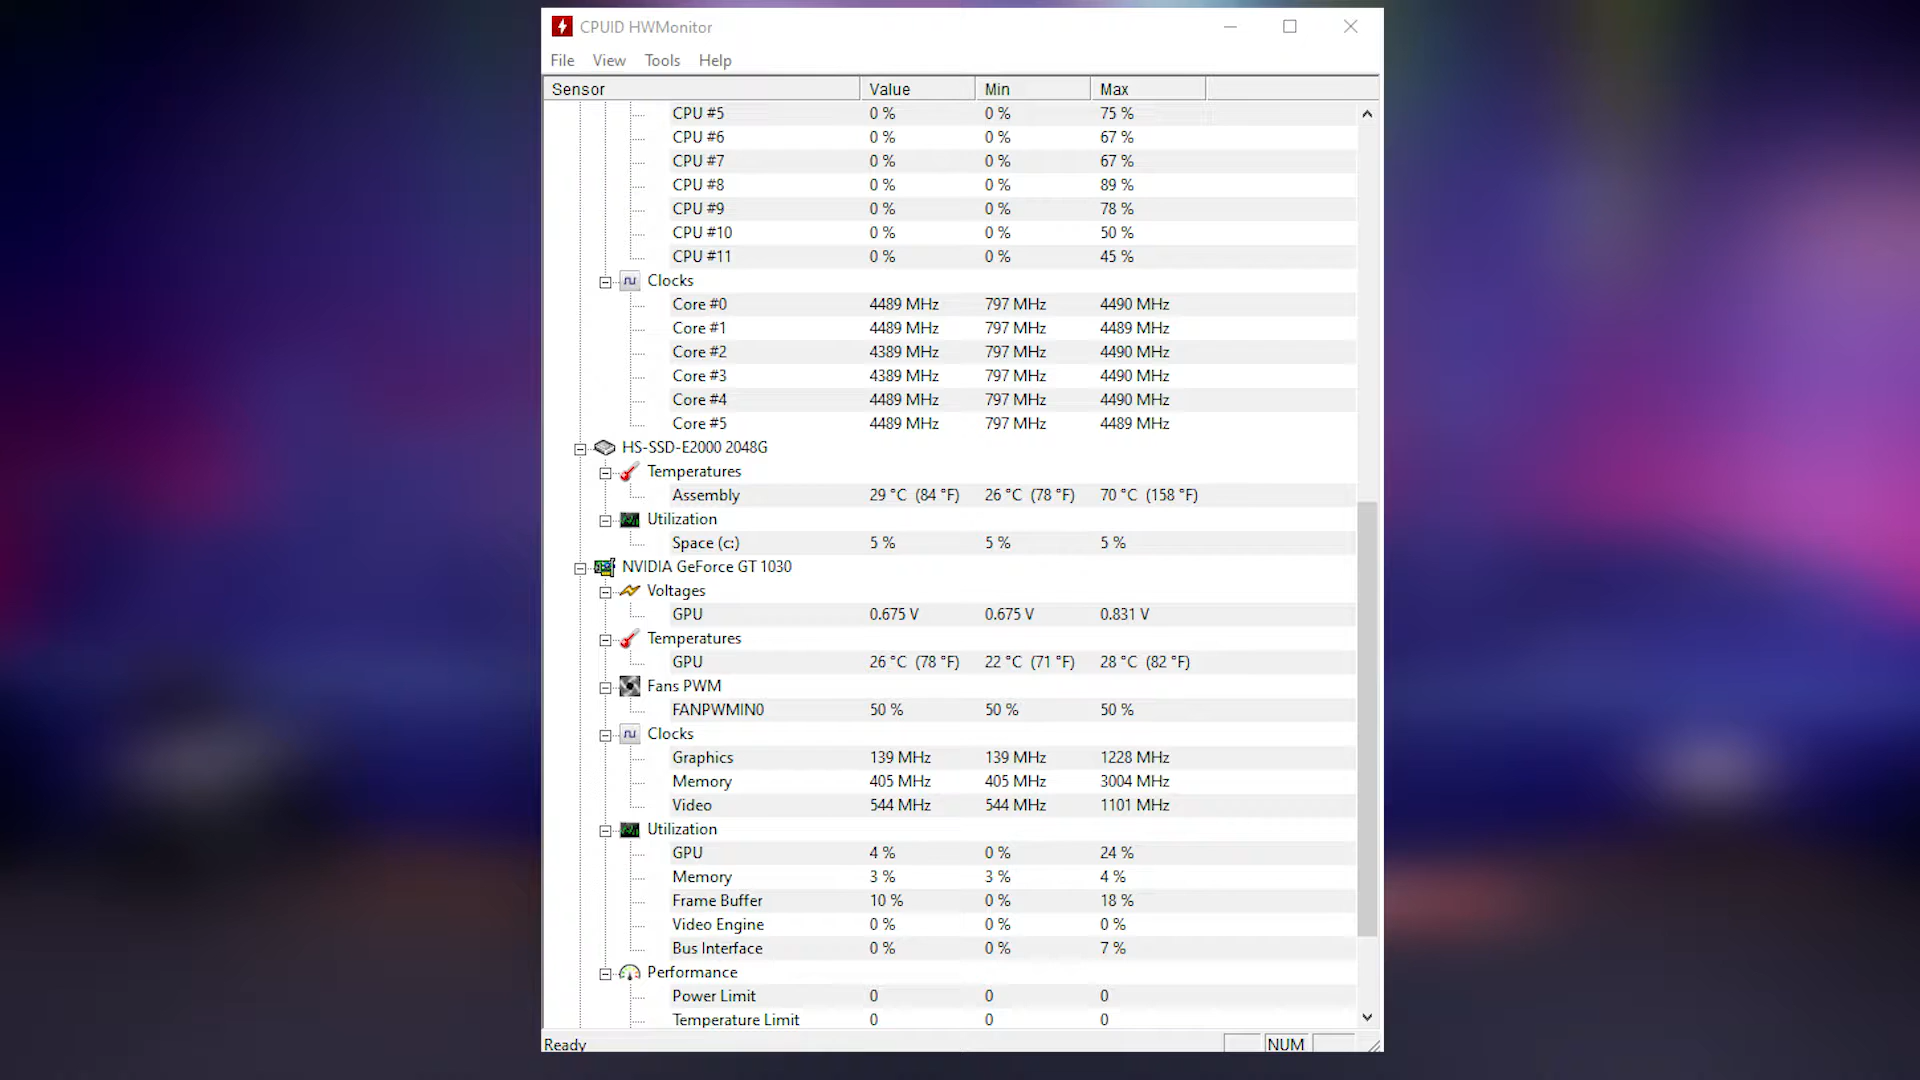 CPUID HWMonitor
File View Tools Help
Sensor Value Min Max
CPU #5 0 % 0 % 75 %
CPU #6 0 % 0 % 67 %
CPU #7 0 % 0 % 67 %
CPU #8 0 % 0 % 89 %
CPU #9 0 % 0 % 78 %
CPU #10 0 % 0 % 50 %
CPU #11 0 % 0 % 45 %
Clocks
Core #0 4489 MHz 797 MHz 4490 MHz
Core #1 4489 MHz 797 MHz 4489 MHz
Core #2 4389 MHz 797 MHz 4490 MHz
Core #3 4389 MHz 797 MHz 4490 MHz
Core #4 4489 MHz 797 MHz 4490 MHz
Core #5 4489 MHz 797 MHz 4489 MHz
HS-SSD-E2000 2048G
Temperatures
Assembly 29 °C (84 °F) 26 °C (78 °F) 70 °C (158 °F)
Utilization
Space (c:) 5 % 5 % 5 %
NVIDIA GeForce GT 1030
Voltages
GPU 0.675 V 0.675 V 0.831 V
Temperatures
GPU 26 °C (78 °F) 22 °C (71 °F) 28 °C (82 °F)
Fans PWM
FANPWMIN0 50 % 50 % 50 %
Clocks
Graphics 139 MHz 139 MHz 1228 MHz
Memory 405 MHz 405 MHz 3004 MHz
Video 544 MHz 544 MHz 1101 MHz
Utilization
GPU 4 % 0 % 24 %
Memory 3 % 3 % 4 %
Frame Buffer 10 % 0 % 18 %
Video Engine 0 % 0 % 0 %
Bus Interface 0 % 0 % 7 %
Performance
Power Limit 0 0 0
Temperature Limit 0 0 0
Ready NUM